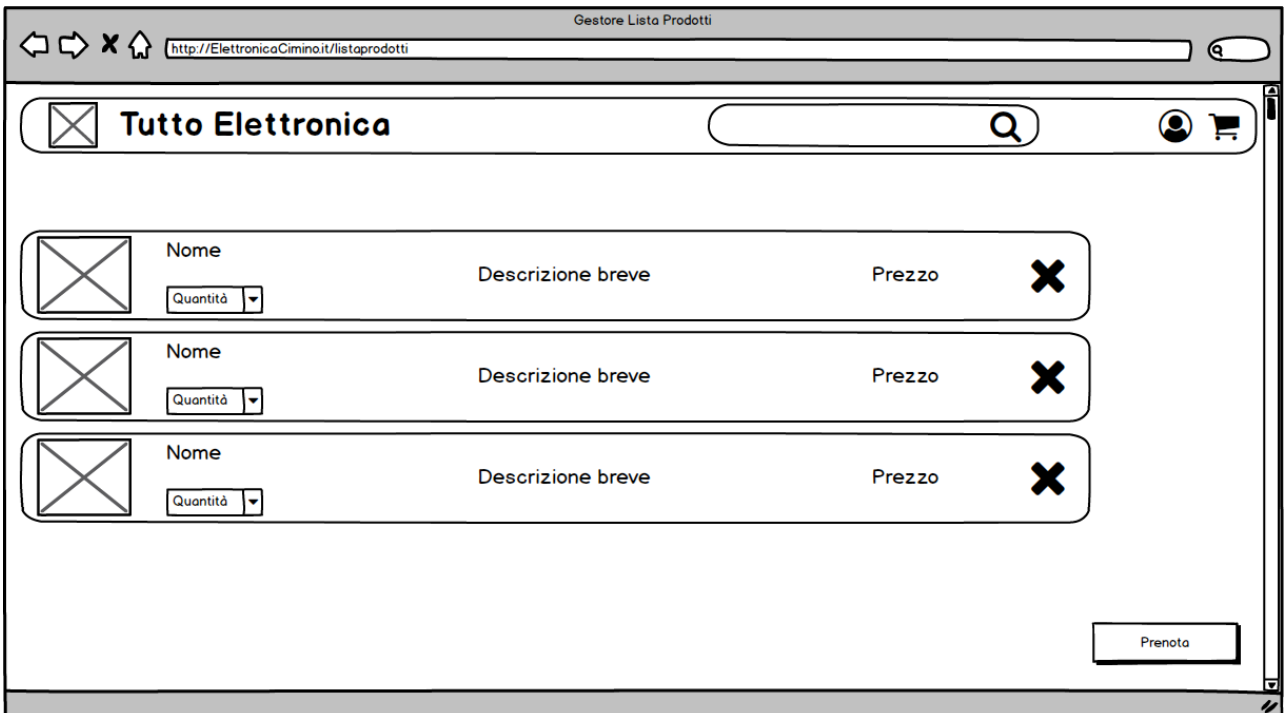 Gestore Lista Prodotti
http://ElettronicaCimino.it/listaprodotti
Tutto Elettronica
Nome
Descrizione breve
Prezzo
Quantità
Nome
Descrizione breve
Prezzo
Quantità
Nome
Descrizione breve
Prezzo
Quantità
Prenota